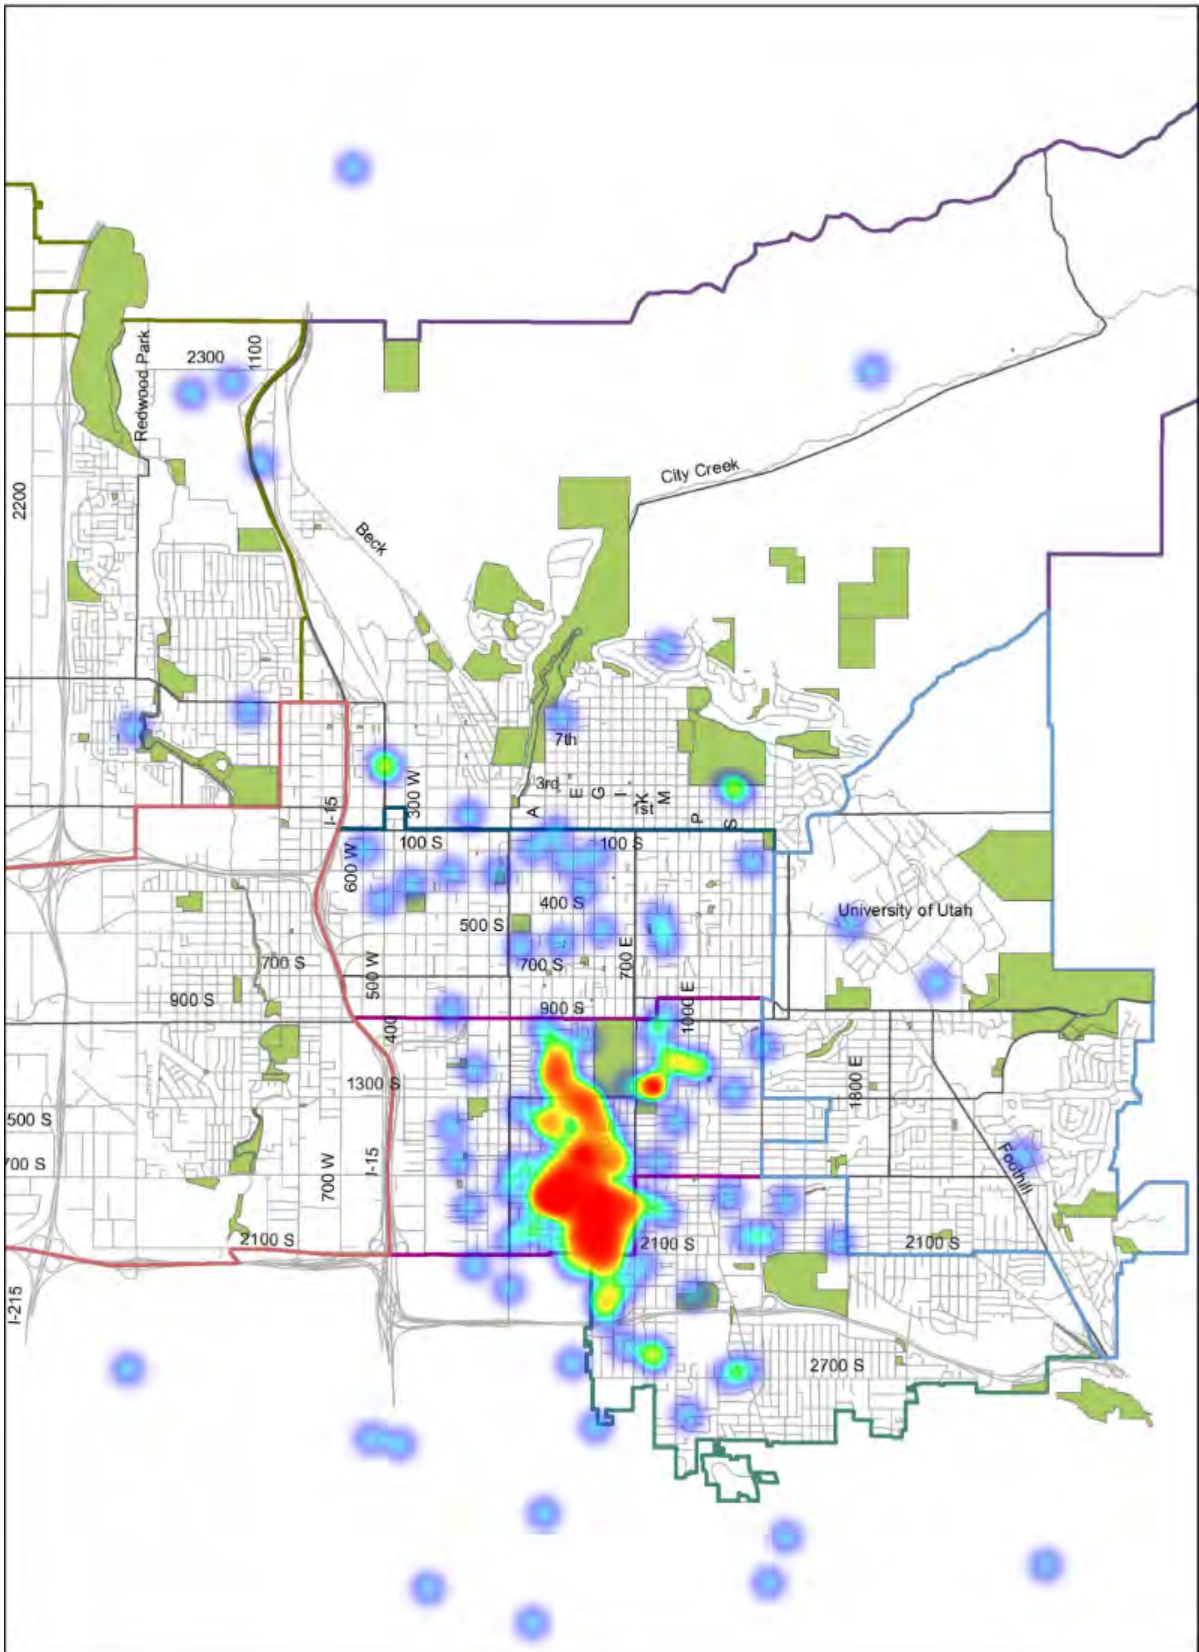 Redwood Park
2300
1100
2200
City Creek
Beck
7th
3rd
E
G
I
K
M
A
1st
P
S
I-15
300 W
100 S
100 S
600 W
400 S
500 S
University of Utah
700 S
700 S
700 E
500 W
900 S
900 S
1000 E
400
1300 S
1800 E
500 S
700 S
700 W
I-15
Foothill
2100 S
2100 S
2100 S
I-215
2700 S